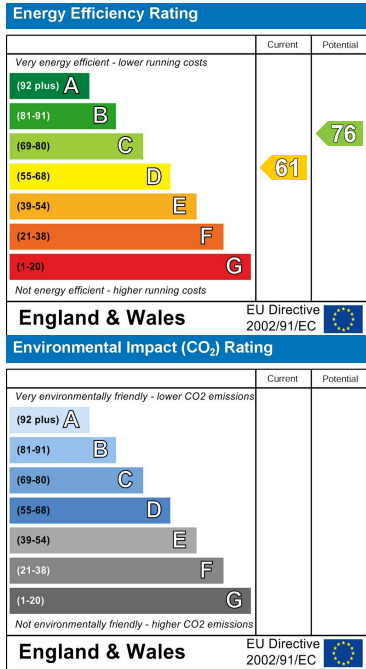 Energy Efficiency Rating
Current Potential
Very energy efficient - lower running costs
(92 plus) A
(81-91) B
(69-80) C
(55-68) D
(39-54) E
(21-38) F
(1-20) G
61
76
Not energy efficient - higher running costs
England & Wales
EU Directive
2002/91/EC
Environmental Impact (CO₂) Rating
Current Potential
Very environmentally friendly - lower CO2 emissions
(92 plus) A
(81-91) B
(69-80) C
(55-68) D
(39-54) E
(21-38) F
(1-20) G
Not environmentally friendly - higher CO2 emissions
England & Wales
EU Directive
2002/91/EC